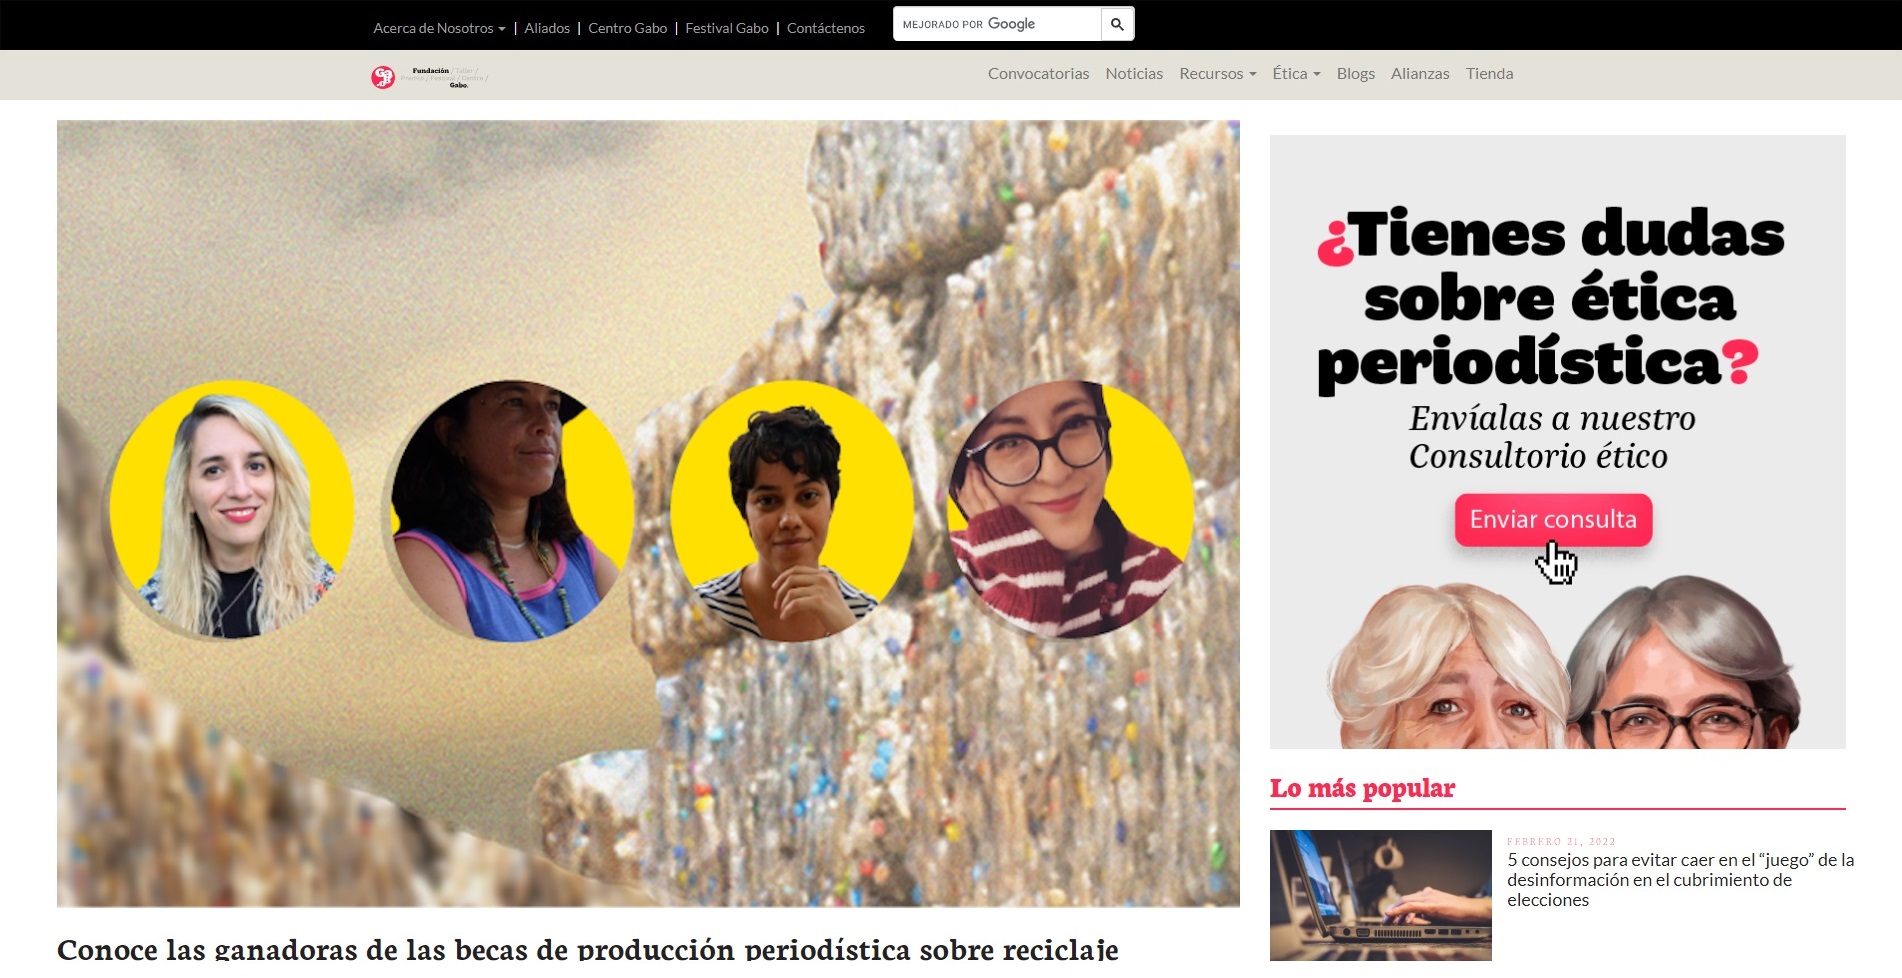 Acerca de Nosotros | Aliados | Centro Gabo | Festival Gabo | Contáctenos
MEJORADO POR Google
Fundación / Taller /
Premio / Festival / Centro /
Gabo.
Convocatorias Noticias Recursos Ética Blogs Alianzas Tienda
¿Tienes dudas
sobre ética
periodística?
Envíalas a nuestro
Consultorio ético
Enviar consulta
Lo más popular
FEBRERO 21, 2022
5 consejos para evitar caer en el “juego” de la
desinformación en el cubrimiento de
elecciones
Conoce las ganadoras de las becas de producción periodística sobre reciclaje